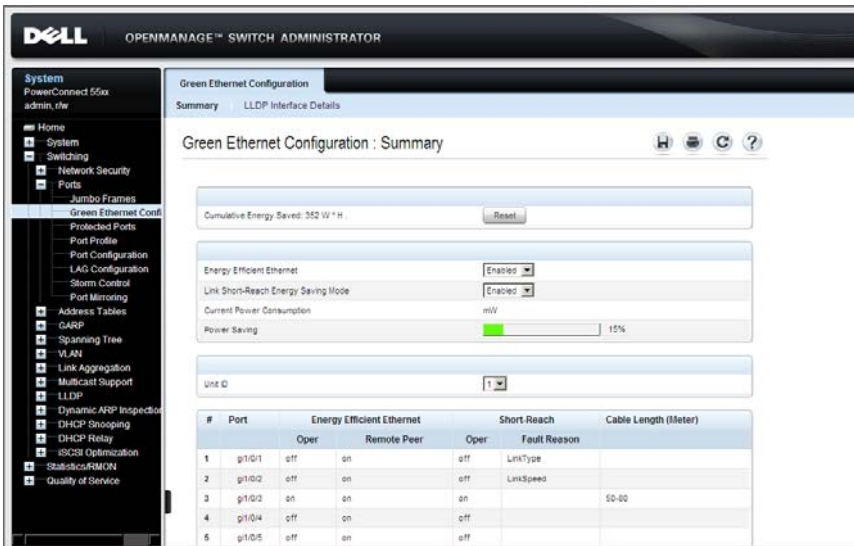 DELL OPENMANAGE™ SWITCH ADMINISTRATOR
System
PowerConnect 55xx
admin, r/w
Home
System
Switching
Network Security
Ports
Jumbo Frames
Green Ethernet Confi
Protected Ports
Port Profile
Port Configuration
LAG Configuration
Storm Control
Port Mirroring
Address Tables
GARP
Spanning Tree
VLAN
Link Aggregation
Multicast Support
LLDP
Dynamic ARP Inspection
DHCP Snooping
DHCP Relay
iSCSI Optimization
Statistics/RMON
Quality of Service
Green Ethernet Configuration
Summary LLDP Interface Details
Green Ethernet Configuration : Summary
Cumulative Energy Saved: 352 W * H . Reset
Energy Efficient Ethernet Enabled
Link Short-Reach Energy Saving Mode Enabled
Current Power Consumption mW
Power Saving 15%
Unit ID 1
# Port Energy Efficient Ethernet Short-Reach Cable Length (Meter)
Oper Remote Peer Oper Fault Reason
1 gi1/0/1 off on off LinkType
2 gi1/0/2 off on off LinkSpeed
3 gi1/0/3 on on on 50-80
4 gi1/0/4 off on off
5 gi1/0/5 off on off